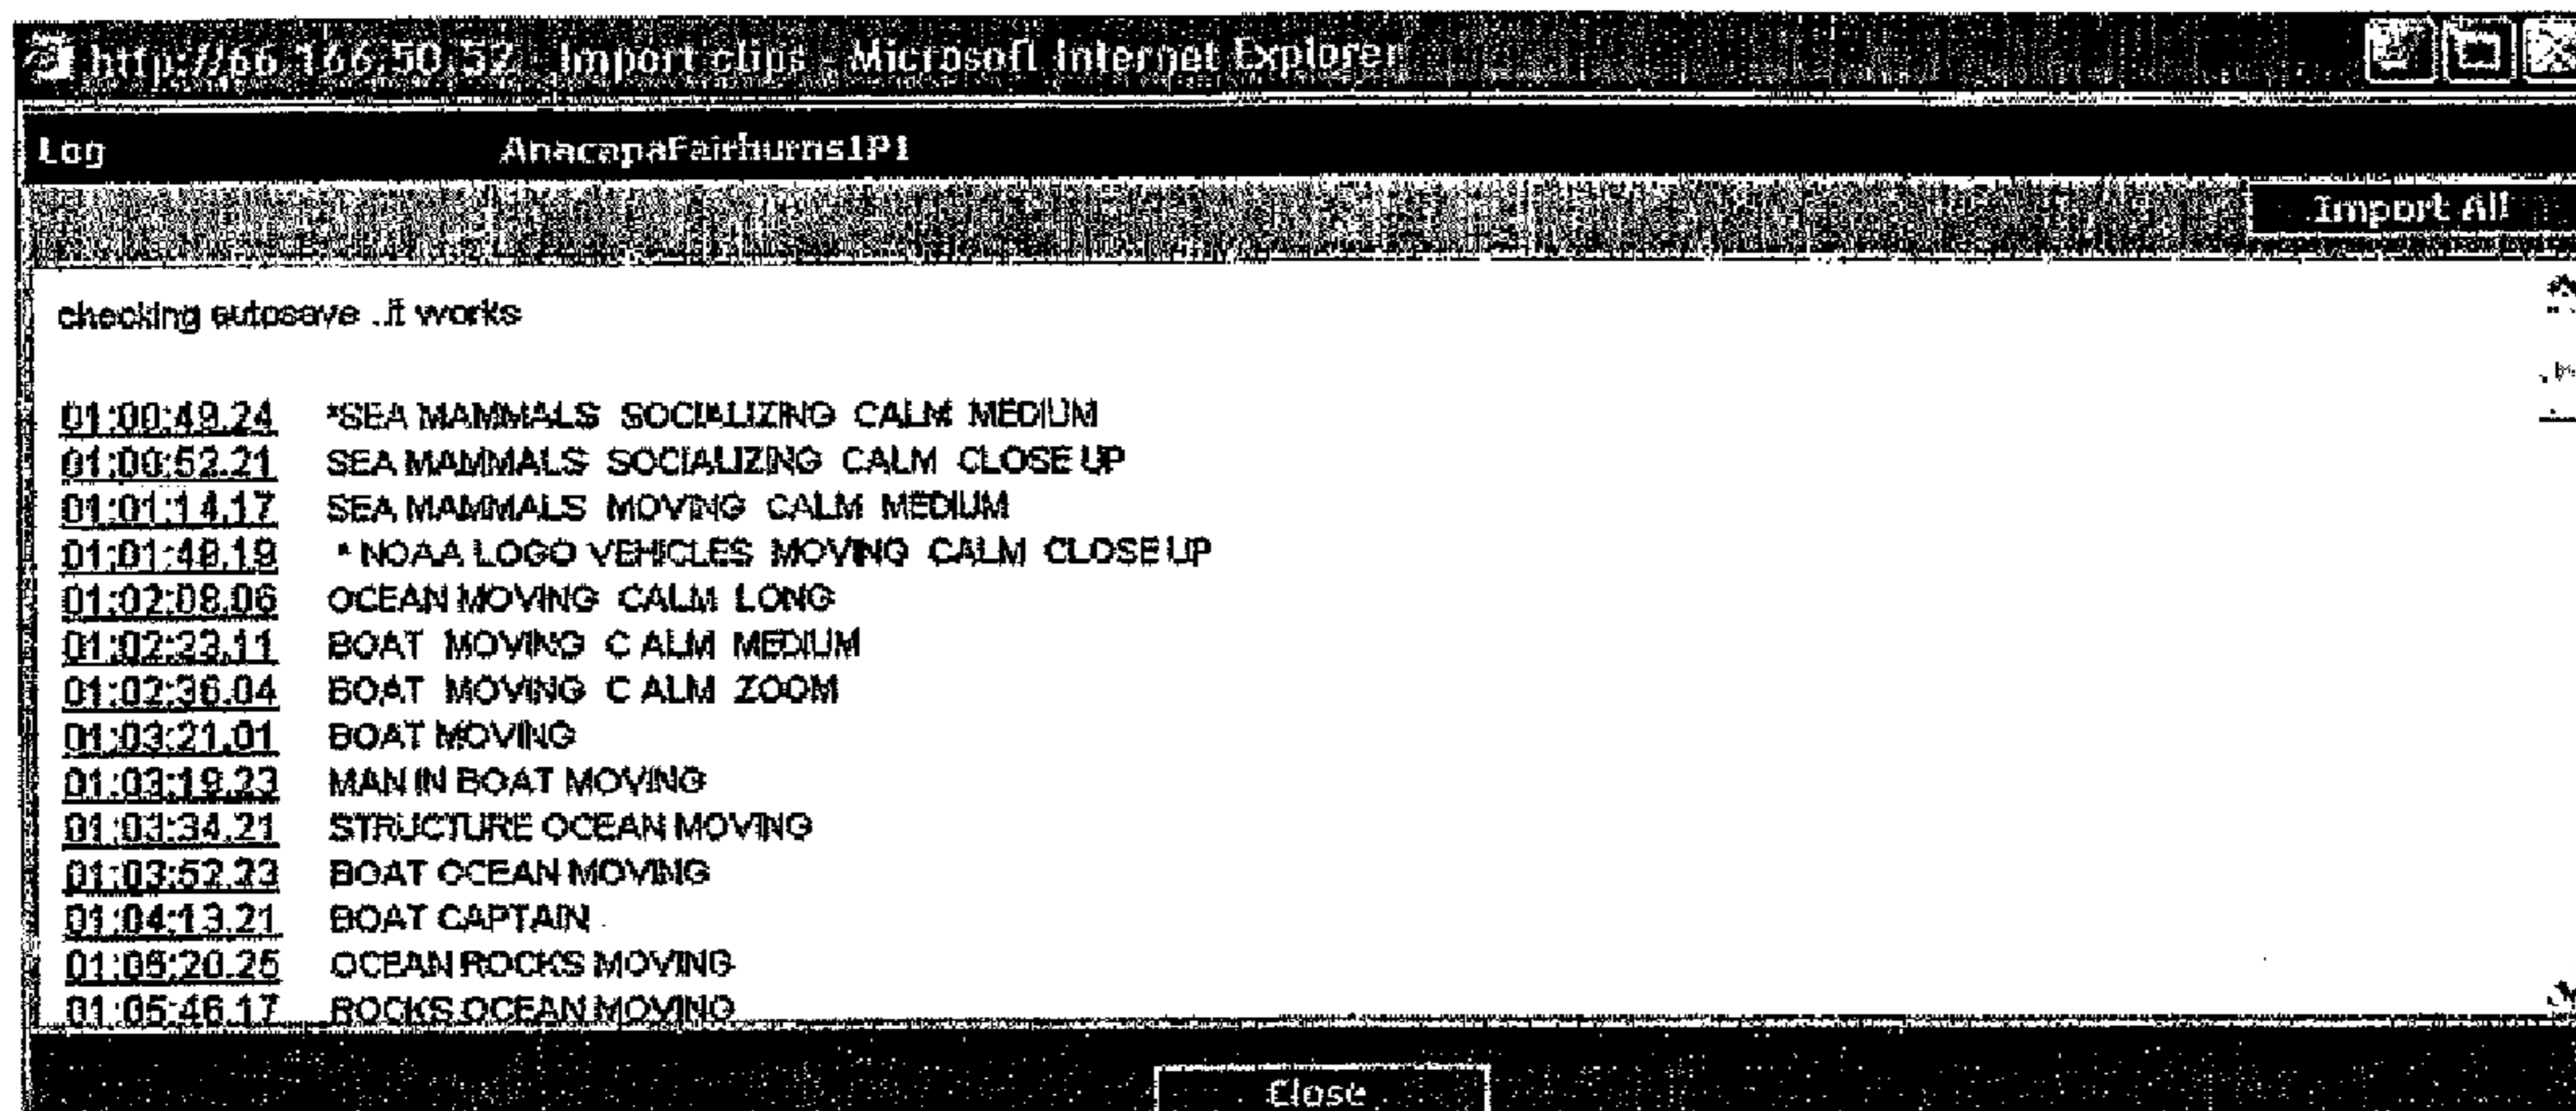 http://66.166.50.52 - Import clips - Microsoft Internet Explorer
Log AnacapaFairburns1P1
Import All
checking autosave ..it works
01:00:49.24 *SEA MAMMALS SOCIALIZING CALM MEDIUM
01:00:52.21 SEA MAMMALS SOCIALIZING CALM CLOSE UP
01:01:14.17 SEA MAMMALS MOVING CALM MEDIUM
01:01:48.19 * NOAA LOGO VEHICLES MOVING CALM CLOSE UP
01:02:08.06 OCEAN MOVING CALM LONG
01:02:23.11 BOAT MOVING C ALM MEDIUM
01:02:36.04 BOAT MOVING C ALM ZOOM
01:03:21.01 BOAT MOVING
01:03:19.23 MAN IN BOAT MOVING
01:03:34.21 STRUCTURE OCEAN MOVING
01:03:52.23 BOAT OCEAN MOVING
01:04:13.21 BOAT CAPTAIN
01:05:20.25 OCEAN ROCKS MOVING
01:05:46.17 ROCKS OCEAN MOVING
Close